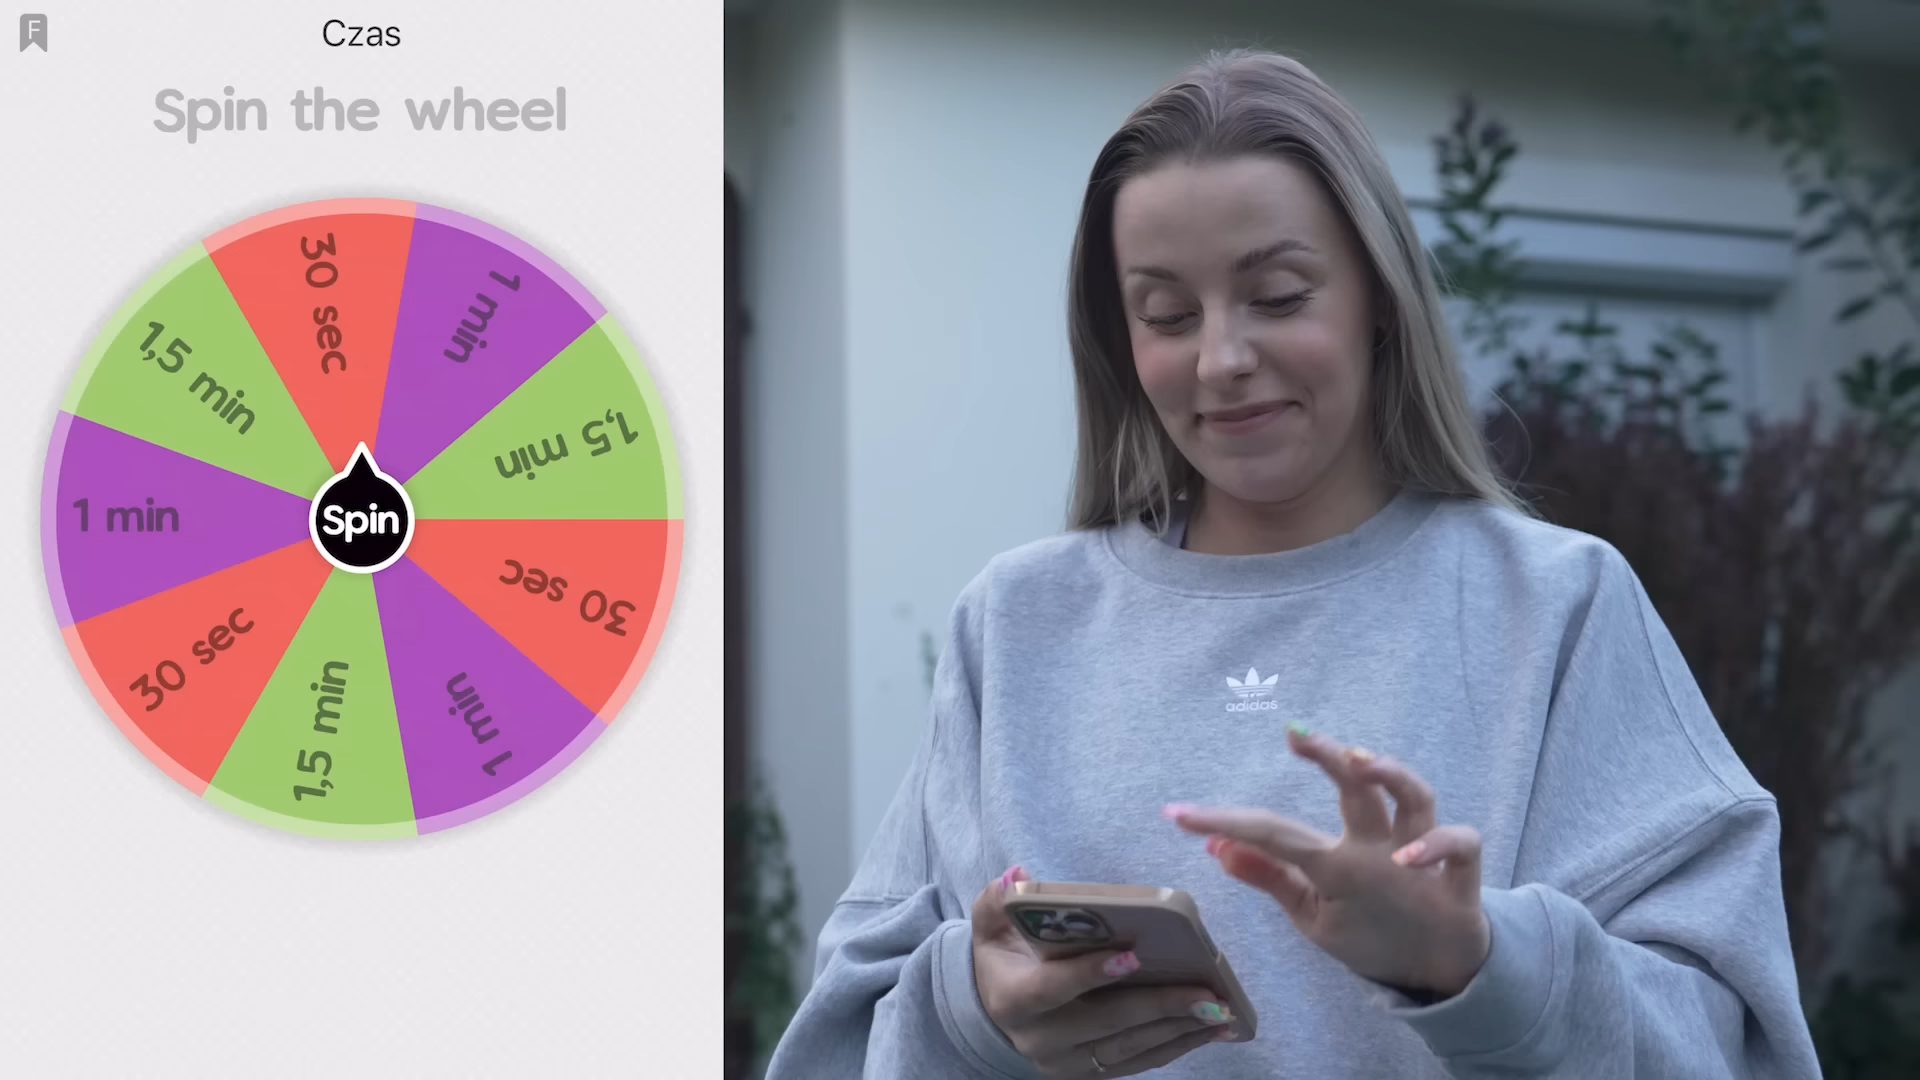 F
Czas
Spin the wheel
30 sec
1 min
1,5 min
30 sec
1 min
1,5 min
30 sec
1 min
1,5 min
Spin
adidas